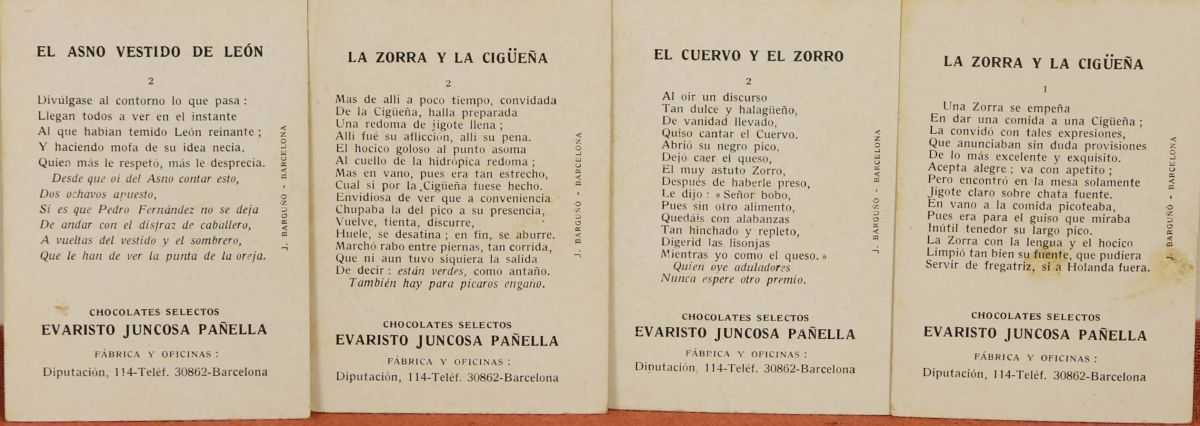 EL ASNO VESTIDO DE LEÓN
2
Divúlgase al contorno lo que pasa :
Llegan todos a ver en el instante
Al que habían temido León reinante ;
Y haciendo mofa de su idea necia.
Quien más le respetó, más le desprecia.
Desde que oí del Asno contar esto,
Dos ochavos apuesto,
Si es que Pedro Fernández no se deja
De andar con el disfraz de caballero,
A vueltas del vestido y el sombrero,
Que le han de ver la punta de la oreja.
J. BARGUÑÓ - BARCELONA
CHOCOLATES SELECTOS
EVARISTO JUNCOSA PAÑELLA
FÁBRICA Y OFICINAS :
Diputación, 114-Teléf. 30862-Barcelona
LA ZORRA Y LA CIGÜEÑA
2
Mas de allí a poco tiempo, convidada
De la Cigüeña, halla preparada
Una redoma de jigote llena ;
Allí fué su aflicción, allí su pena.
El hocico goloso al punto asoma
Al cuello de la hidrópica redoma ;
Mas en vano, pues era tan estrecho,
Cual si por la Cigüeña fuese hecho.
Envidiosa de ver que a conveniencia
Chupaba la del pico a su presencia,
Vuelve, tienta, discurre,
Huele, se desatina ; en fin, se aburre.
Marchó rabo entre piernas, tan corrida,
Que ni aun tuvo siquiera la salida
De decir : están verdes, como antaño.
También hay para pícaros engaño.
J. BARGUÑÓ - BARCELONA
CHOCOLATES SELECTOS
EVARISTO JUNCOSA PAÑELLA
FÁBRICA Y OFICINAS :
Diputación, 114-Teléf. 30862-Barcelona
EL CUERVO Y EL ZORRO
2
Al oir un discurso
Tan dulce y halagüeño,
De vanidad llevado,
Quiso cantar el Cuervo.
Abrió su negro pico,
Dejó caer el queso,
El muy astuto Zorro,
Después de haberle preso,
Le dijo : « Señor bobo,
Pues sin otro alimento,
Quedáis con alabanzas
Tan hinchado y repleto,
Digerid las lisonjas
Mientras yo como el queso. »
Quien oye aduladores
Nunca espere otro premio.
J. BARGUÑÓ - BARCELONA
CHOCOLATES SELECTOS
EVARISTO JUNCOSA PAÑELLA
FÁBRICA Y OFICINAS :
Diputación, 114-Teléf. 30862-Barcelona
LA ZORRA Y LA CIGÜEÑA
1
Una Zorra se empeña
En dar una comida a una Cigüeña ;
La convidó con tales expresiones,
Que anunciaban sin duda provisiones
De lo más excelente y exquisito.
Acepta alegre ; va con apetito ;
Pero encontró en la mesa solamente
Jigote claro sobre chata fuente.
En vano a la comida picoteaba,
Pues era para el guiso que miraba
Inútil tenedor su largo pico.
La Zorra con la lengua y el hocico
Limpió tan bien su fuente, que pudiera
Servir de fregatriz, si a Holanda fuera.
J. BARGUÑÓ - BARCELONA
CHOCOLATES SELECTOS
EVARISTO JUNCOSA PAÑELLA
FÁBRICA Y OFICINAS :
Diputación, 114-Teléf. 30862-Barcelona